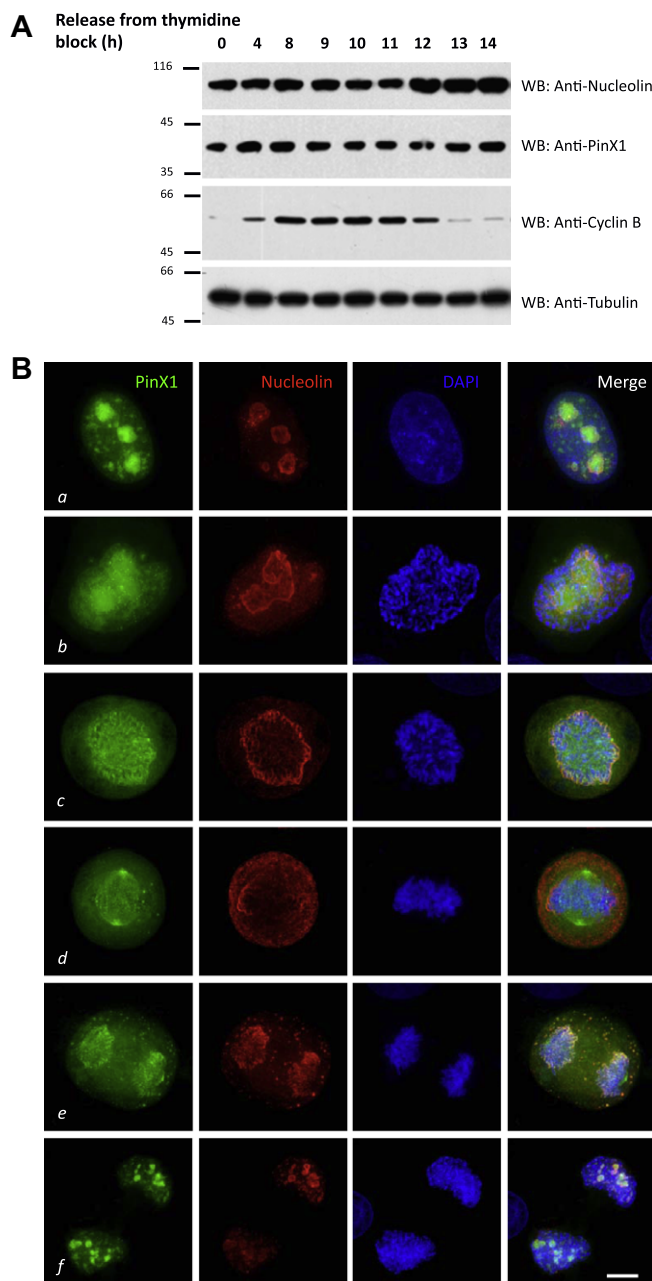 A
Release from thymidine
block (h)
0 4 8 9 10 11 12 13 14
116
WB: Anti-Nucleolin
45
WB: Anti-PinX1
35
66
WB: Anti-Cyclin B
45
66
WB: Anti-Tubulin
45
B
PinX1 Nucleolin DAPI Merge
a
b
c
d
e
f